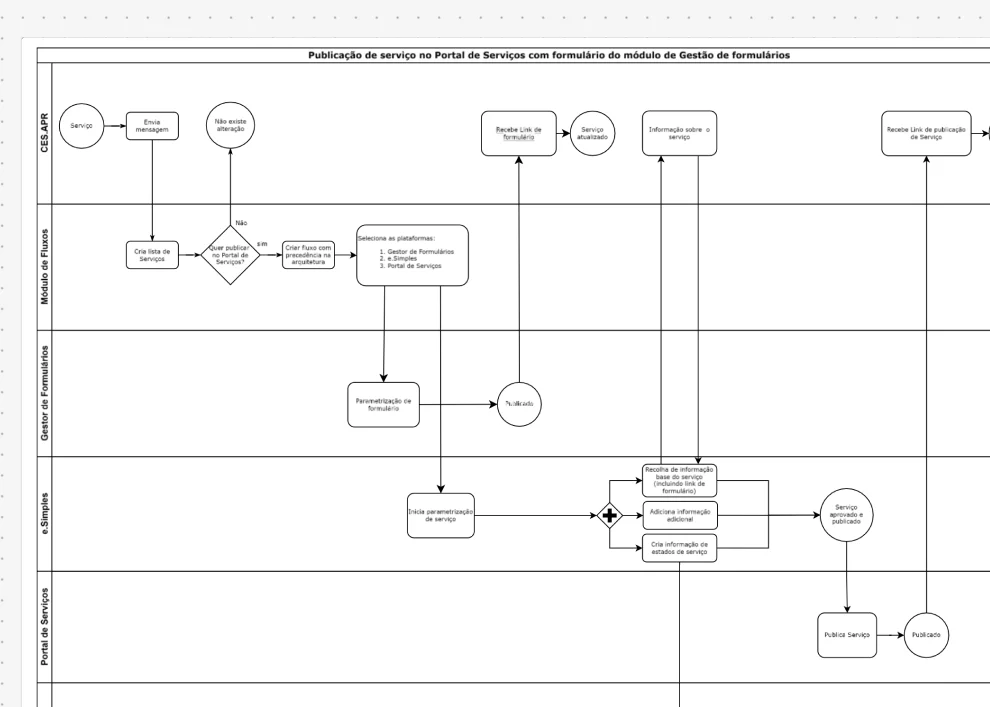 Publicação de serviço no Portal de Serviços com formulário do módulo de Gestão de formulários
CES.APR
Serviço
Envia
mensagem
Não existe
alteração
Recebe Link de
formulário
Serviço
atualizado
Informação sobre o
serviço
Recebe Link de publicação
de Serviço
Módulo de Fluxos
Cria lista de
Serviços
Quer publicar
no Portal de
Serviços?
Não
sim
Criar fluxo com
precedência na
arquitetura
Seleciona as plataformas:
1. Gestor de Formulários
2. e.Simples
3. Portal de Serviços
Gestor de Formulários
Parametrização de
formulário
Publicado
e.Simples
Inicia parametrização
de serviço
Recolha de informação
base do serviço
(incluindo link de
formulário)
Adiciona informação
adicional
Cria informação de
estados de serviço
Serviço
aprovado e
publicado
Portal de Serviços
Publica Serviço
Publicado